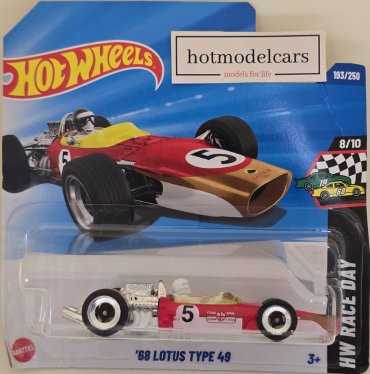 HOT WHEELS
hotmodelcars
models for life
193/250
8/10
5
5
5
MATTEL
'68 LOTUS TYPE 49
3+
HW RACE DAY